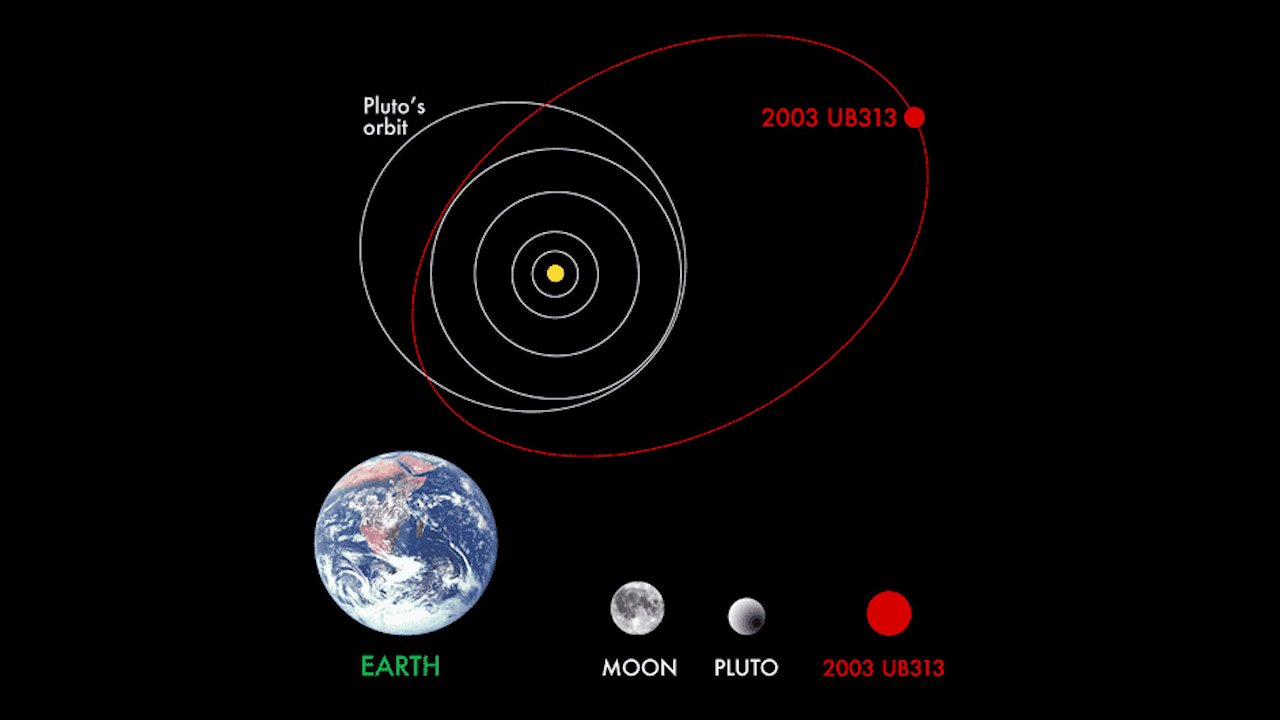 Pluto’s
orbit
2003 UB313
EARTH
MOON
PLUTO
2003 UB313